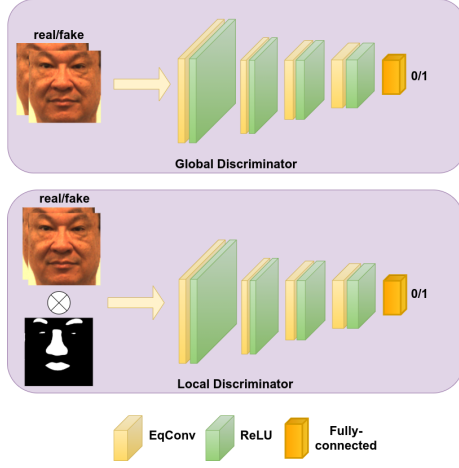 real/fake
0/1
Global Discriminator
real/fake
0/1
Local Discriminator
EqConv
ReLU
Fully-
connected